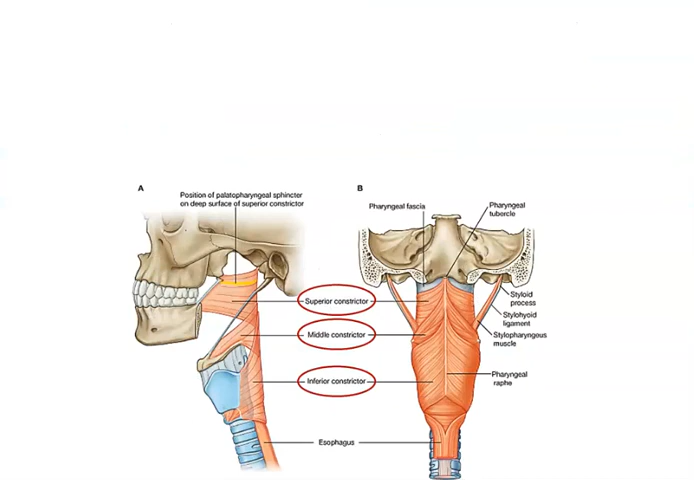 A
B
Position of palatopharyngeal sphincter
on deep surface of superior constrictor
Pharyngeal fascia
Pharyngeal
tubercle
Superior constrictor
Middle constrictor
Inferior constrictor
Esophagus
Styloid
process
Stylohyoid
ligament
Stylopharyngous
muscle
Pharyngeal
raphe